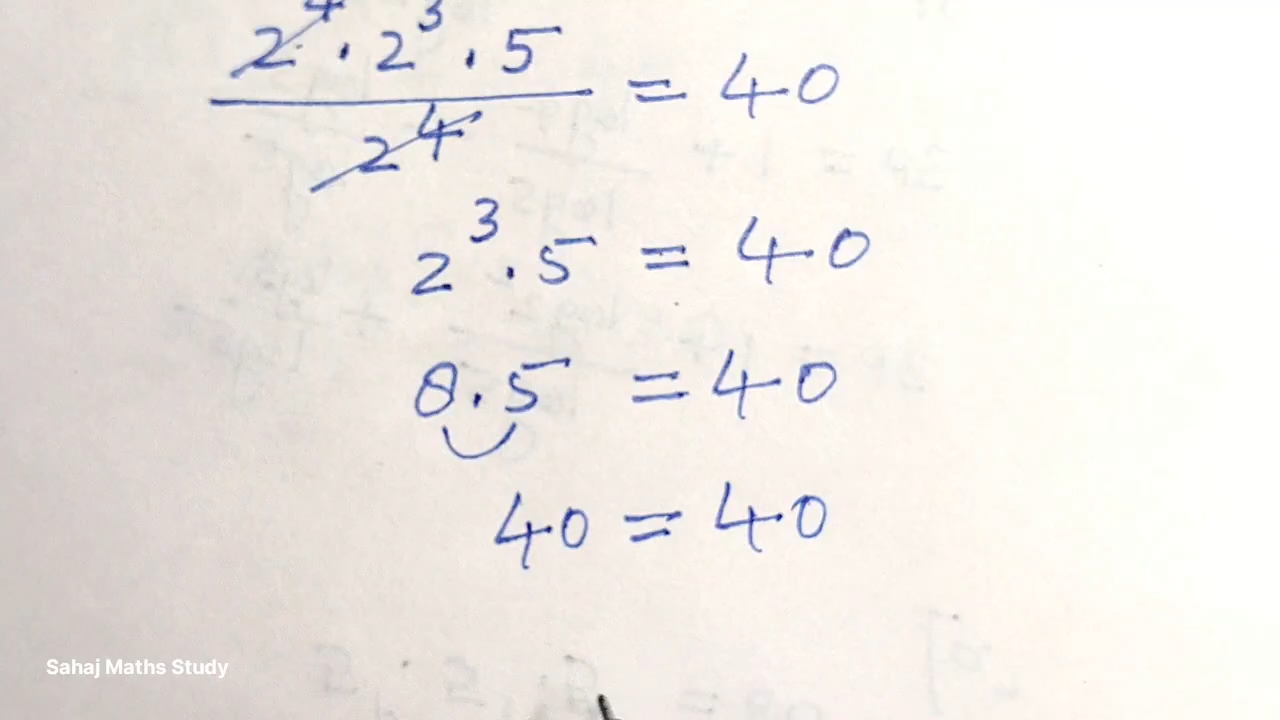 2⁴ · 2³ · 5 = 40
2⁴
2³ · 5 = 40
8 · 5 = 40
40 = 40
Sahaj Maths Study